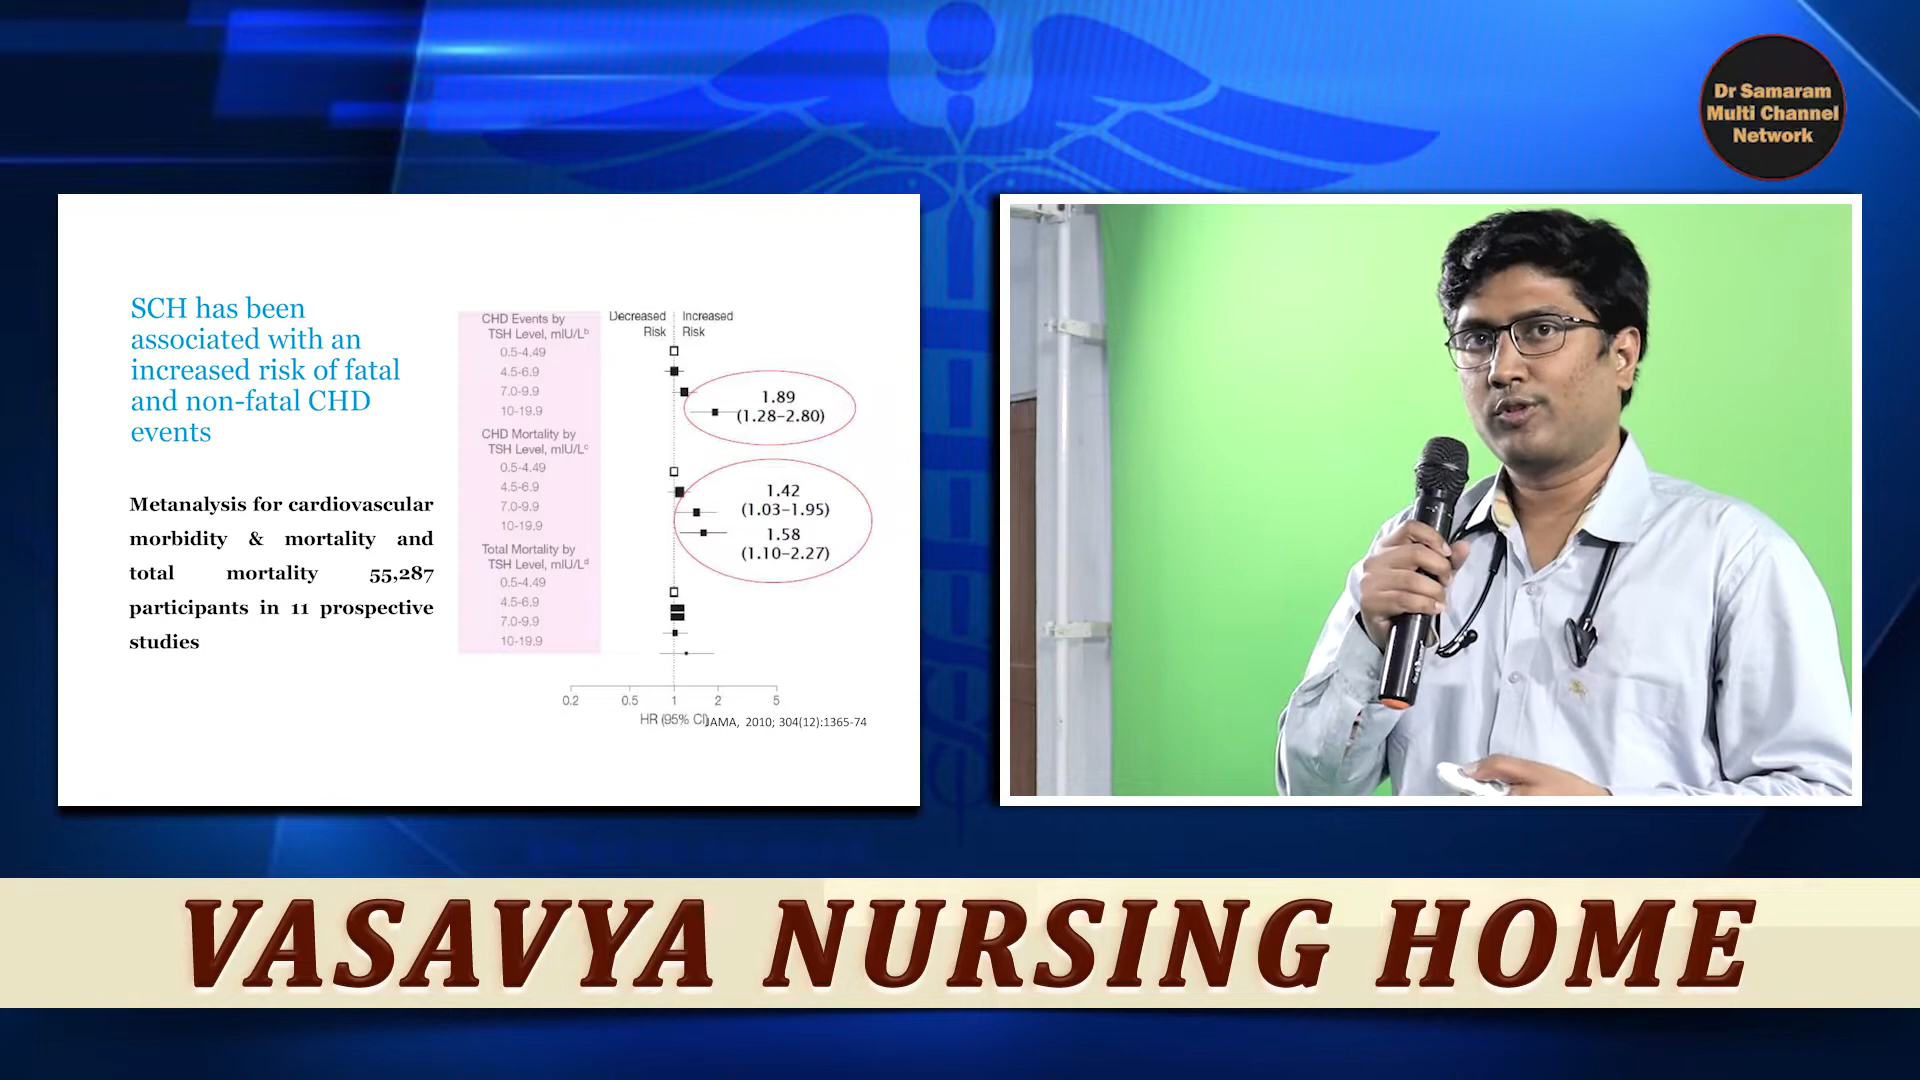 Dr Samaram
Multi Channel
Network
SCH has been
associated with an
increased risk of fatal
and non-fatal CHD
events
Metanalysis for cardiovascular
morbidity & mortality and
total mortality 55,287
participants in 11 prospective
studies
CHD Events by
TSH Level, mIU/Lᵇ
0.5-4.49
4.5-6.9
7.0-9.9
10-19.9
CHD Mortality by
TSH Level, mIU/Lᶜ
0.5-4.49
4.5-6.9
7.0-9.9
10-19.9
Total Mortality by
TSH Level, mIU/Lᵈ
0.5-4.49
4.5-6.9
7.0-9.9
10-19.9
Decreased Increased
Risk Risk
1.89
(1.28–2.80)
1.42
(1.03–1.95)
1.58
(1.10–2.27)
0.2 0.5 1 2 5
HR (95% CI)
JAMA, 2010; 304(12):1365-74
VASAVYA NURSING HOME